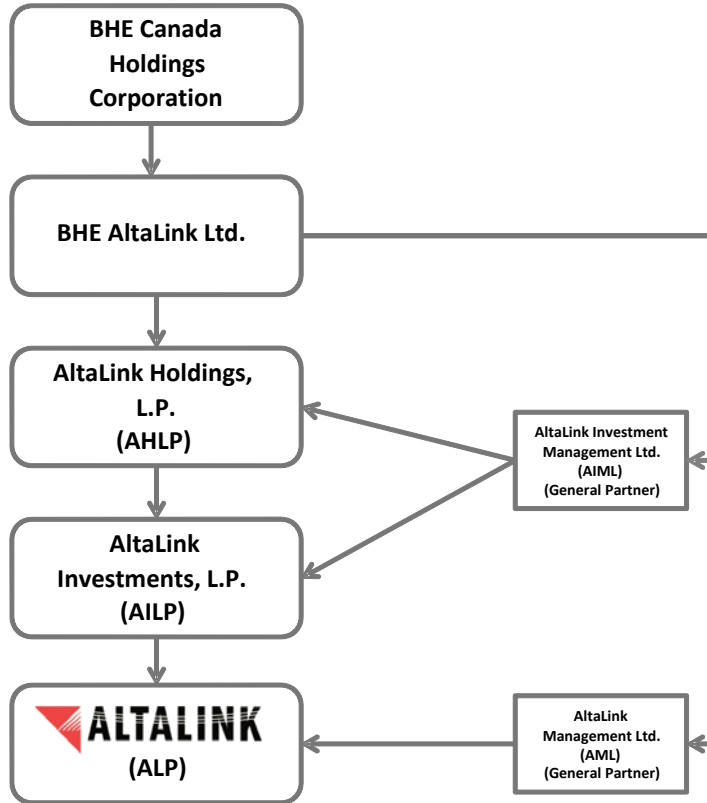 BHE Canada
Holdings
Corporation
BHE AltaLink Ltd.
AltaLink Holdings,
L.P.
(AHLP)
AltaLink Investment
Management Ltd.
(AIML)
(General Partner)
AltaLink
Investments, L.P.
(AILP)
ALTALINK
(ALP)
AltaLink
Management Ltd.
(AML)
(General Partner)